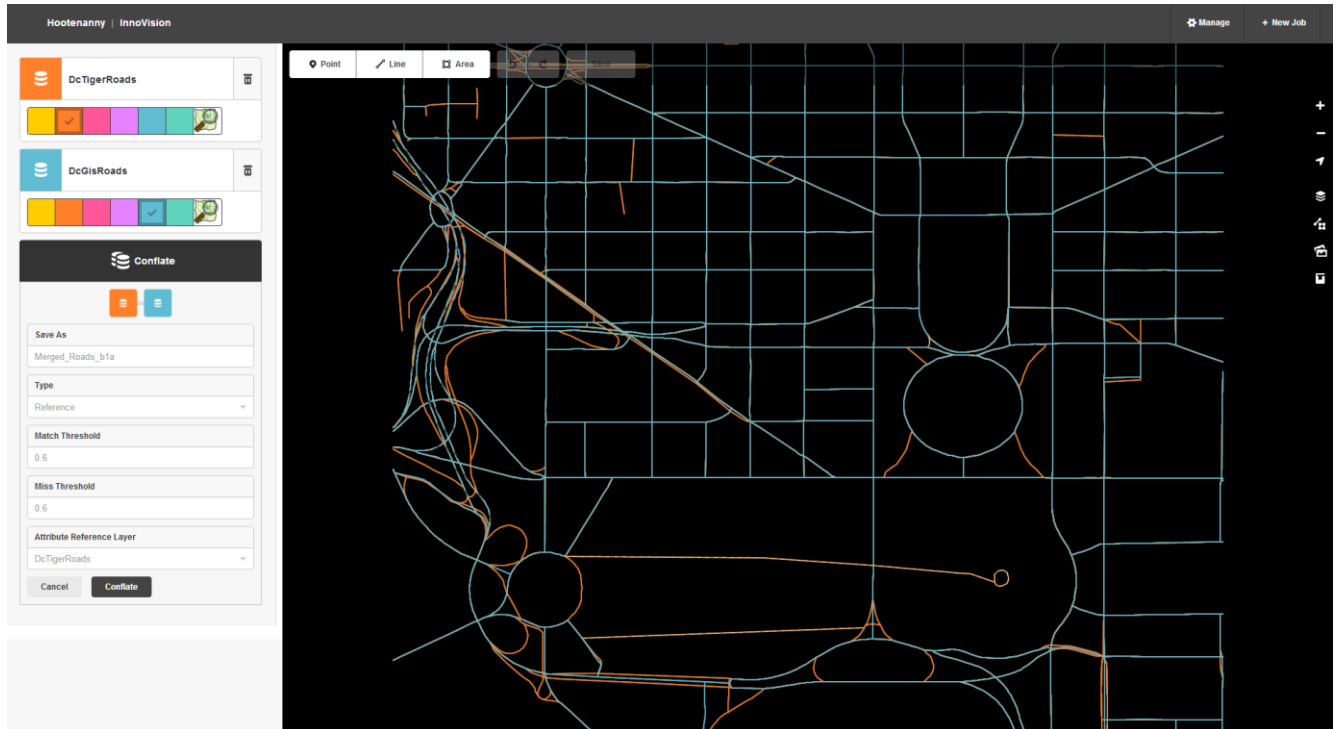 Hootenanny | InnoVision
Manage
+ New Job
DcTigerRoads
DcGisRoads
Conflate
Save As
Merged_Roads_b1a
Type
Reference
Match Threshold
0.6
Miss Threshold
0.6
Attribute Reference Layer
DcTigerRoads
Cancel
Conflate
Point
Line
Area
Save